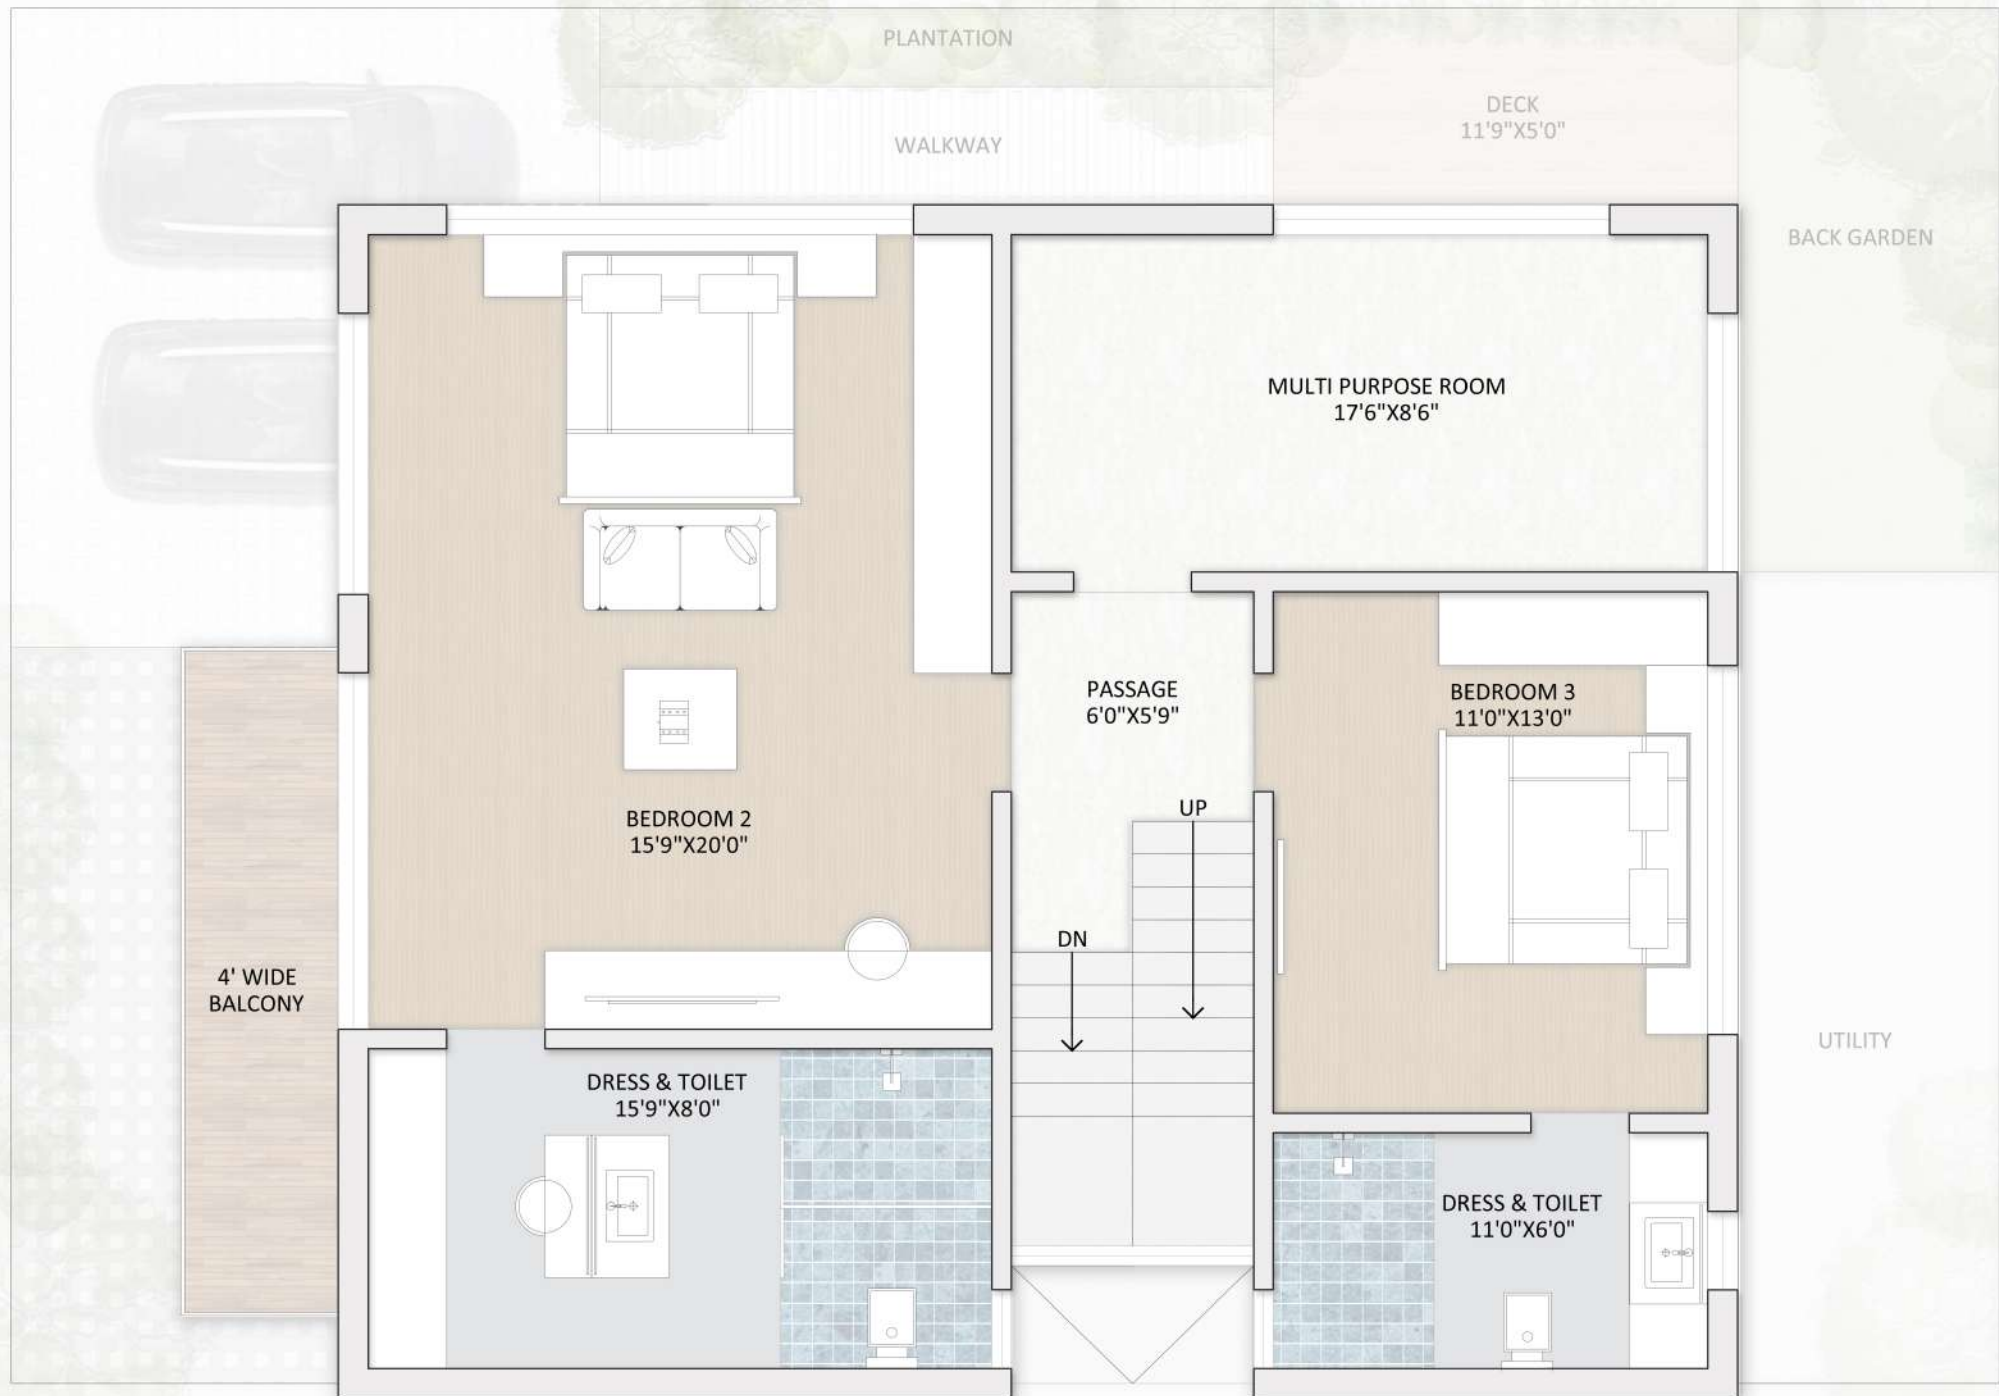 PLANTATION
WALKWAY
DECK
11'9"X5'0"
BACK GARDEN
MULTI PURPOSE ROOM
17'6"X8'6"
PASSAGE
6'0"X5'9"
BEDROOM 3
11'0"X13'0"
UP
BEDROOM 2
15'9"X20'0"
DN
4' WIDE
BALCONY
UTILITY
DRESS & TOILET
15'9"X8'0"
DRESS & TOILET
11'0"X6'0"